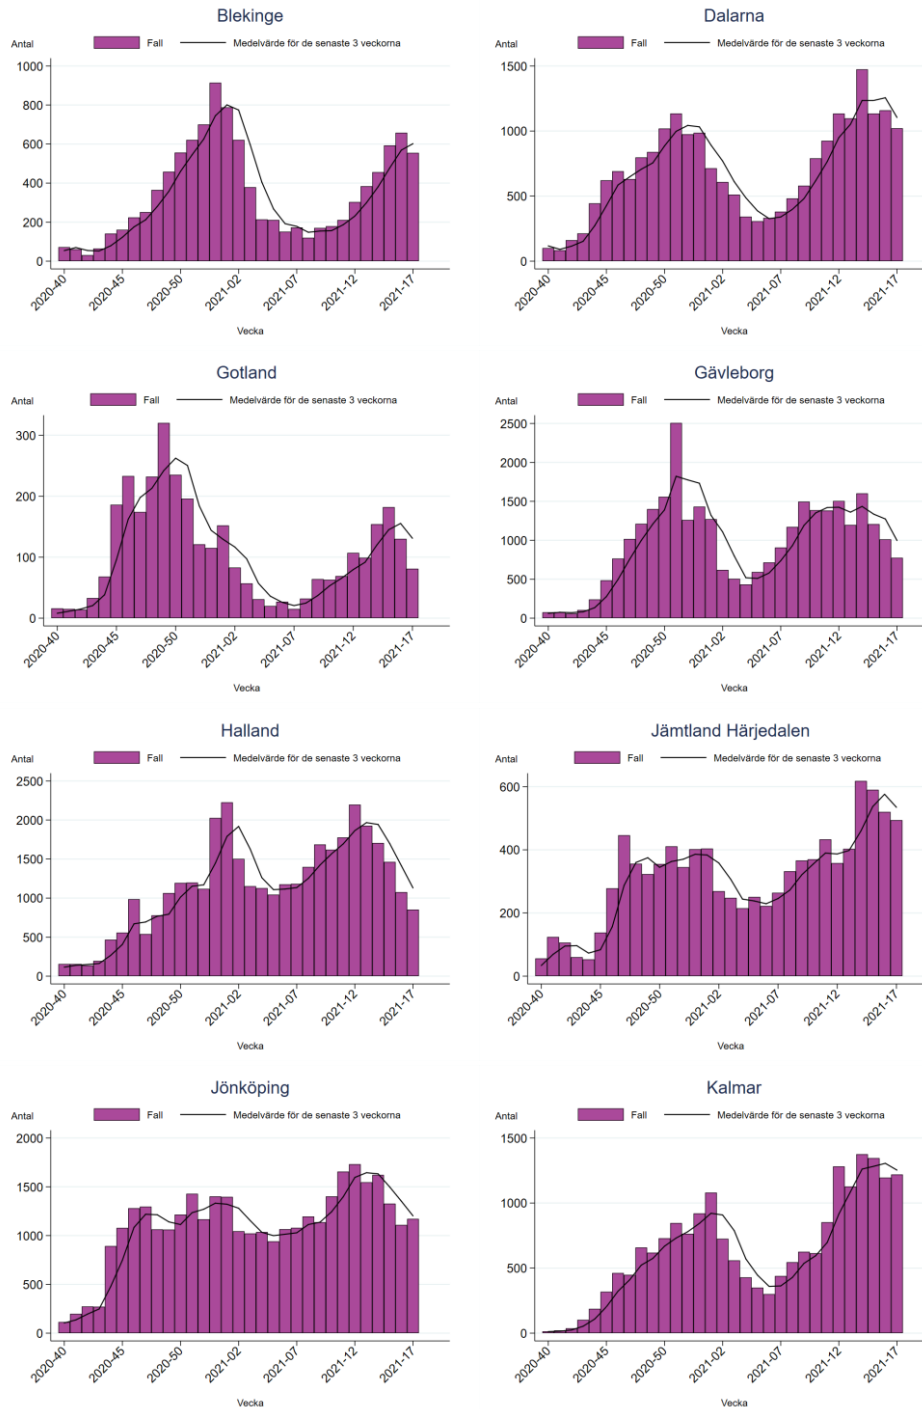 Blekinge
Antal
Fall
Medelvärde för de senaste 3 veckorna
1000
800
600
400
200
0
2020-40
2020-45
2020-50
2021-02
2021-07
2021-12
2021-17
Vecka
Dalarna
Antal
Fall
Medelvärde för de senaste 3 veckorna
1500
1000
500
0
2020-40
2020-45
2020-50
2021-02
2021-07
2021-12
2021-17
Vecka
Gotland
Antal
Fall
Medelvärde för de senaste 3 veckorna
300
200
100
0
2020-40
2020-45
2020-50
2021-02
2021-07
2021-12
2021-17
Vecka
Gävleborg
Antal
Fall
Medelvärde för de senaste 3 veckorna
2500
2000
1500
1000
500
0
2020-40
2020-45
2020-50
2021-02
2021-07
2021-12
2021-17
Vecka
Halland
Antal
Fall
Medelvärde för de senaste 3 veckorna
2500
2000
1500
1000
500
0
2020-40
2020-45
2020-50
2021-02
2021-07
2021-12
2021-17
Vecka
Jämtland Härjedalen
Antal
Fall
Medelvärde för de senaste 3 veckorna
600
400
200
0
2020-40
2020-45
2020-50
2021-02
2021-07
2021-12
2021-17
Vecka
Jönköping
Antal
Fall
Medelvärde för de senaste 3 veckorna
2000
1500
1000
500
0
2020-40
2020-45
2020-50
2021-02
2021-07
2021-12
2021-17
Vecka
Kalmar
Antal
Fall
Medelvärde för de senaste 3 veckorna
1500
1000
500
0
2020-40
2020-45
2020-50
2021-02
2021-07
2021-12
2021-17
Vecka